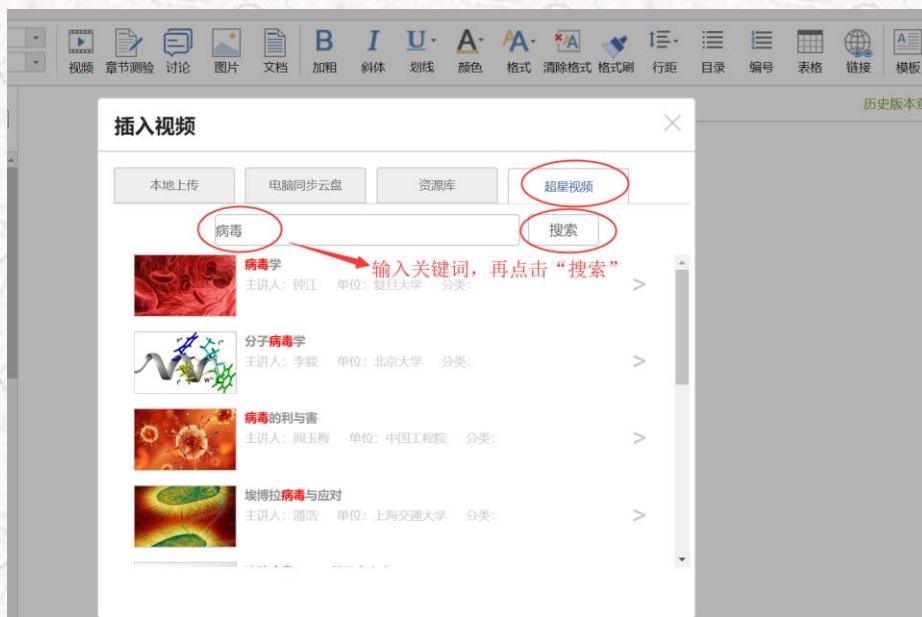 视频 章节测验 讨论 图片 文档 加粗 斜体 划线 颜色 格式 清除格式 格式刷 行距 目录 编号 表格 链接 模板
历史版本
插入视频
本地上传 电脑同步云盘 资源库 超星视频
病毒 搜索
输入关键词，再点击“搜索”
病毒学
主讲人：钟江 单位：复旦大学 分类：
分子病毒学
主讲人：李毅 单位：北京大学 分类：
病毒的利与害
主讲人：闻玉梅 单位：中国工程院 分类：
埃博拉病毒与应对
主讲人：潘浩 单位：上海交通大学 分类：